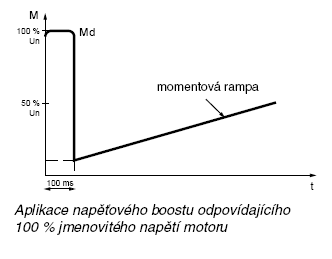 M
100 %
Un
Md
momentová rampa
50 %
Un
100 ms
t
Aplikace napěťového boostu odpovídajícího
100 % jmenovitého napětí motoru